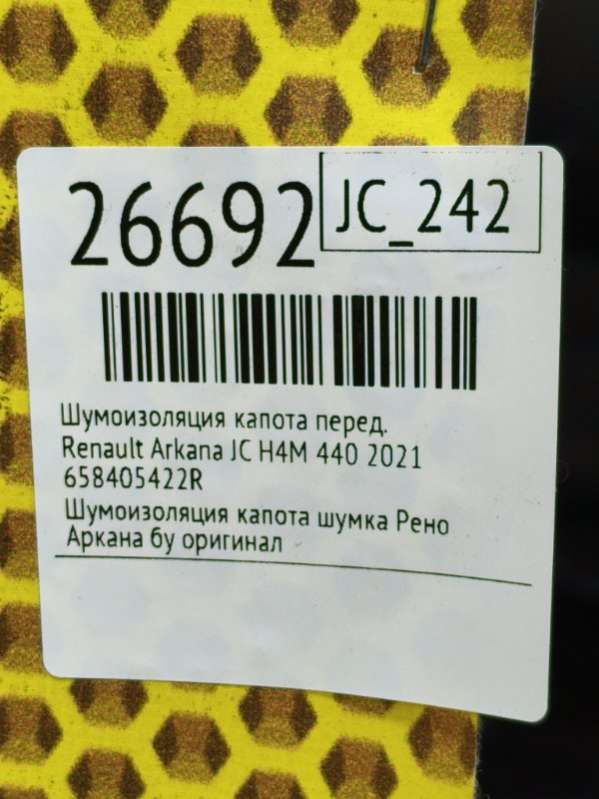 26692
JC_242
Шумоизоляция капота перед.
Renault Arkana JC H4M 440 2021
658405422R
Шумоизоляция капота шумка Рено
Аркана бу оригинал